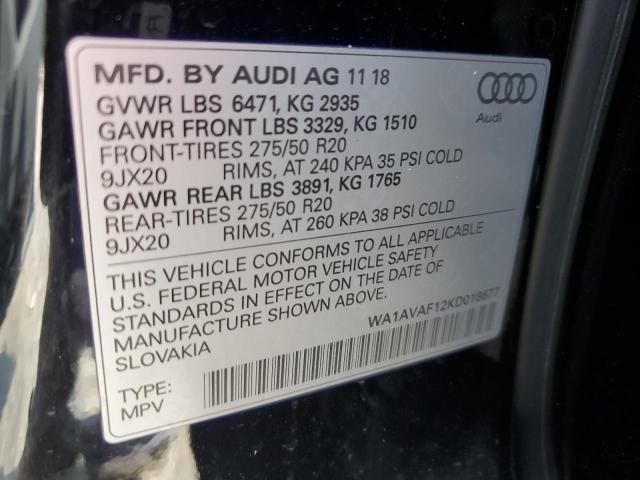 MFD. BY AUDI AG 11 18
GVWR LBS 6471, KG 2935
GAWR FRONT LBS 3329, KG 1510
FRONT-TIRES 275/50 R20
9JX20 RIMS, AT 240 KPA 35 PSI COLD
GAWR REAR LBS 3891, KG 1765
REAR-TIRES 275/50 R20
9JX20 RIMS, AT 260 KPA 38 PSI COLD
Audi
THIS VEHICLE CONFORMS TO ALL APPLICABLE
U.S. FEDERAL MOTOR VEHICLE SAFETY
STANDARDS IN EFFECT ON THE DATE OF
MANUFACTURE SHOWN ABOVE.
SLOVAKIA
WA1AVAF12KD018677
TYPE:
MPV